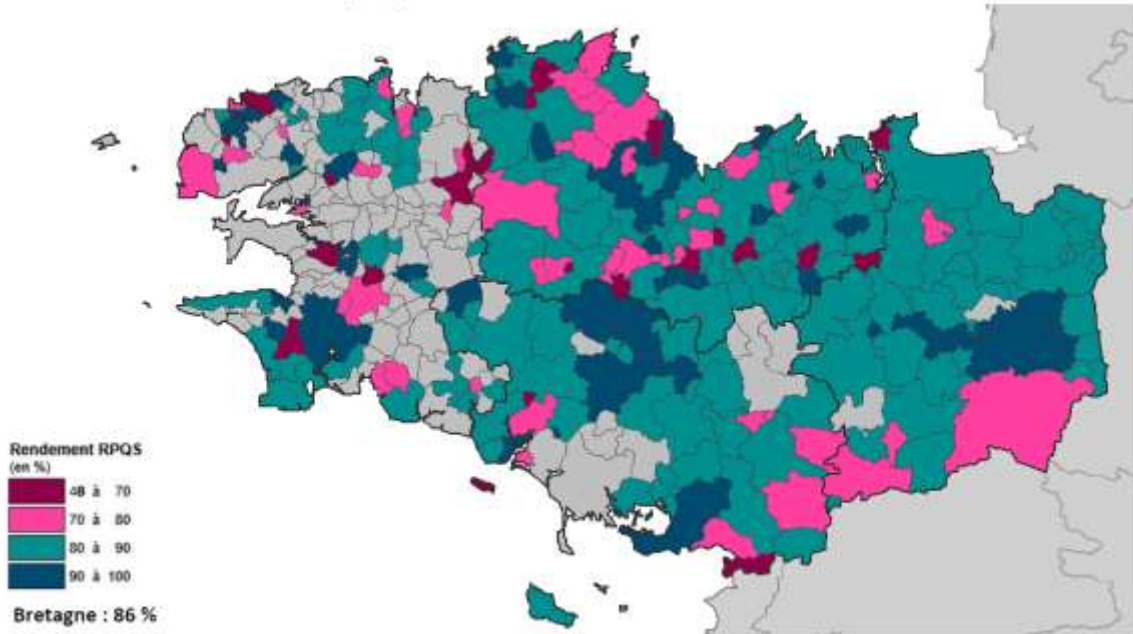 Rendement RPQS
(en %)
48 à 70
70 à 80
80 à 90
90 à 100
Bretagne : 86 %